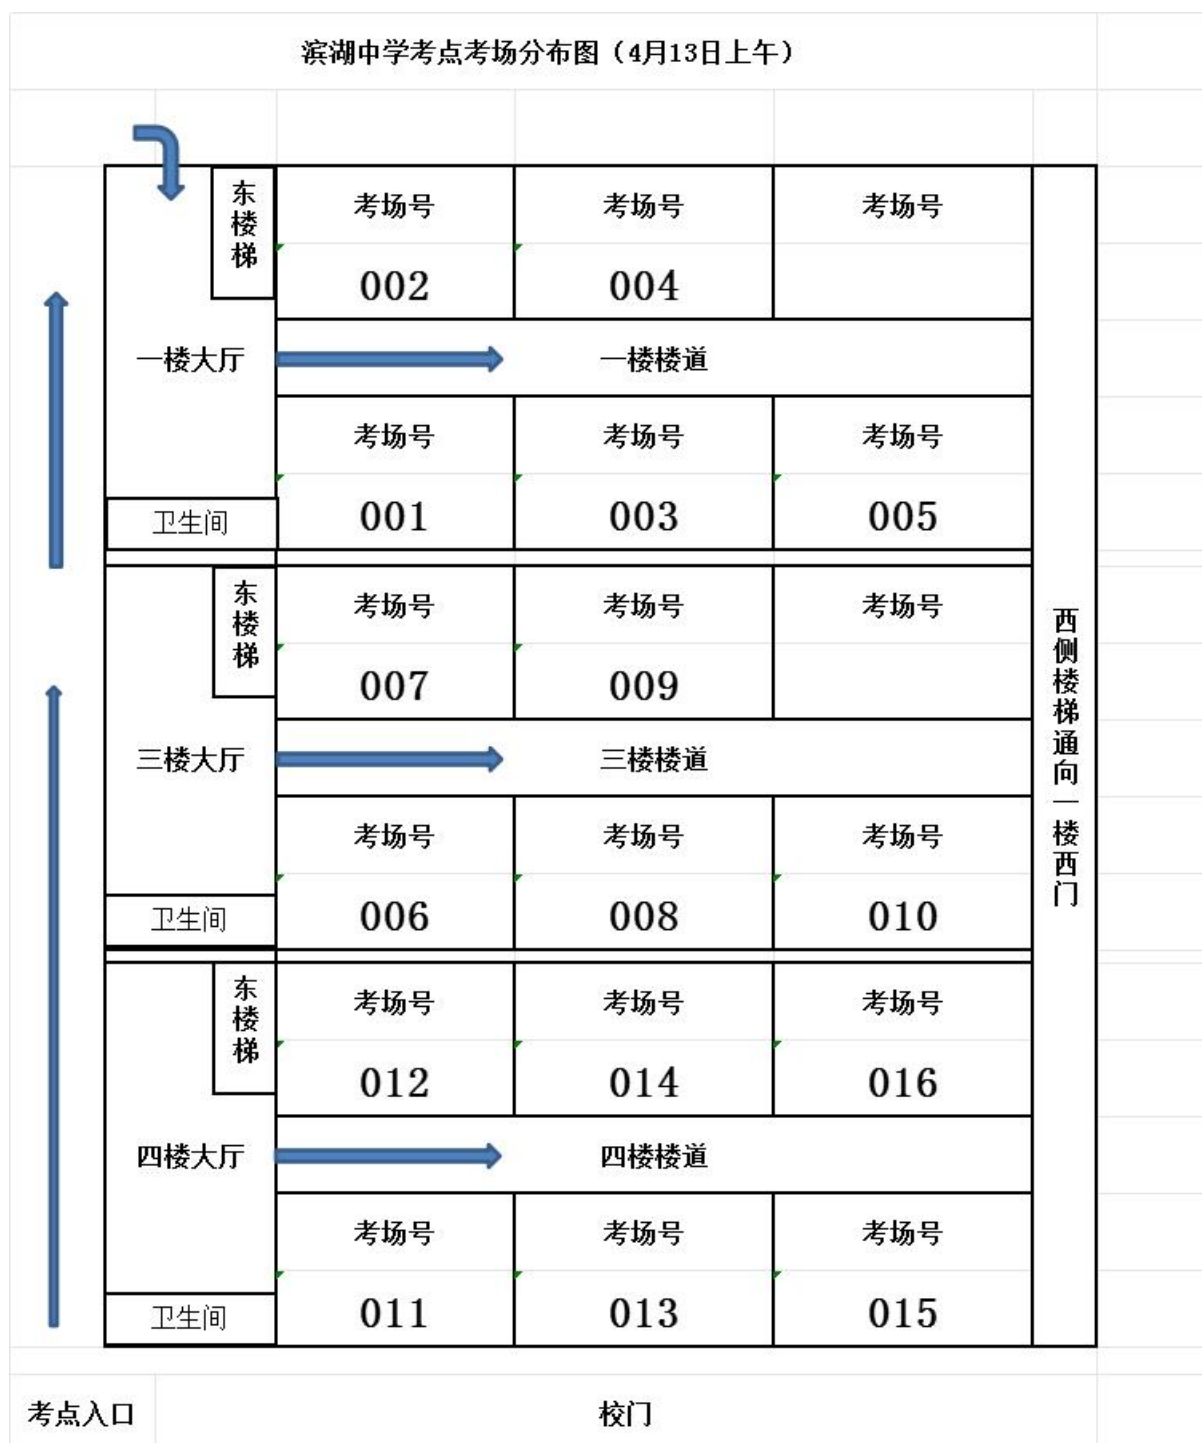 滨湖中学考点考场分布图（4月13日上午）
东楼梯
考场号 考场号 考场号
002 004
一楼大厅 一楼楼道
考场号 考场号 考场号
卫生间 001 003 005
东楼梯
考场号 考场号 考场号
007 009
三楼大厅 三楼楼道
考场号 考场号 考场号
卫生间 006 008 010
西侧楼梯通向一楼西门
东楼梯
考场号 考场号 考场号
012 014 016
四楼大厅 四楼楼道
考场号 考场号 考场号
卫生间 011 013 015
考点入口 校门